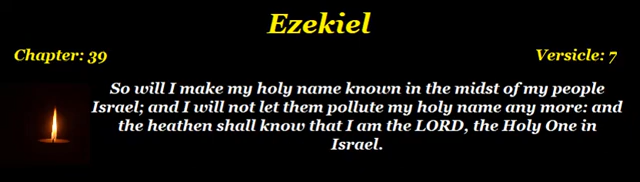 Ezekiel
Chapter: 39
Versicle: 7
So will I make my holy name known in the midst of my people
Israel; and I will not let them pollute my holy name any more: and
the heathen shall know that I am the LORD, the Holy One in
Israel.